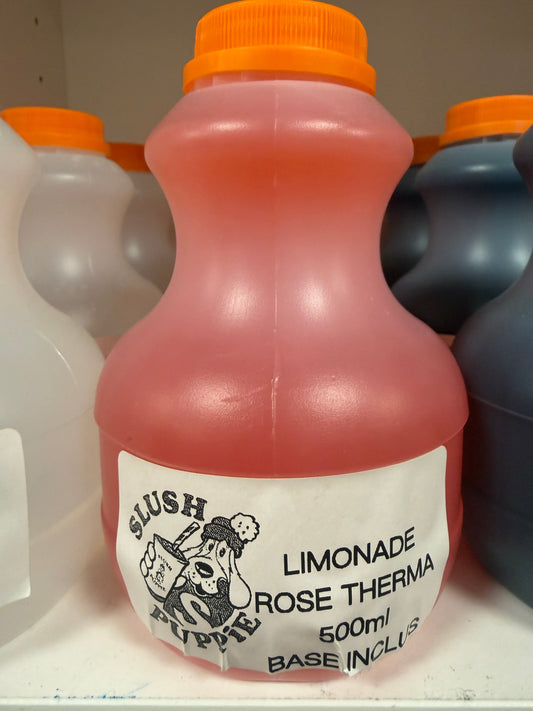 SLUSH
PUPPiE
LIMONADE
ROSE THERMA
500ml
BASE INCLUS